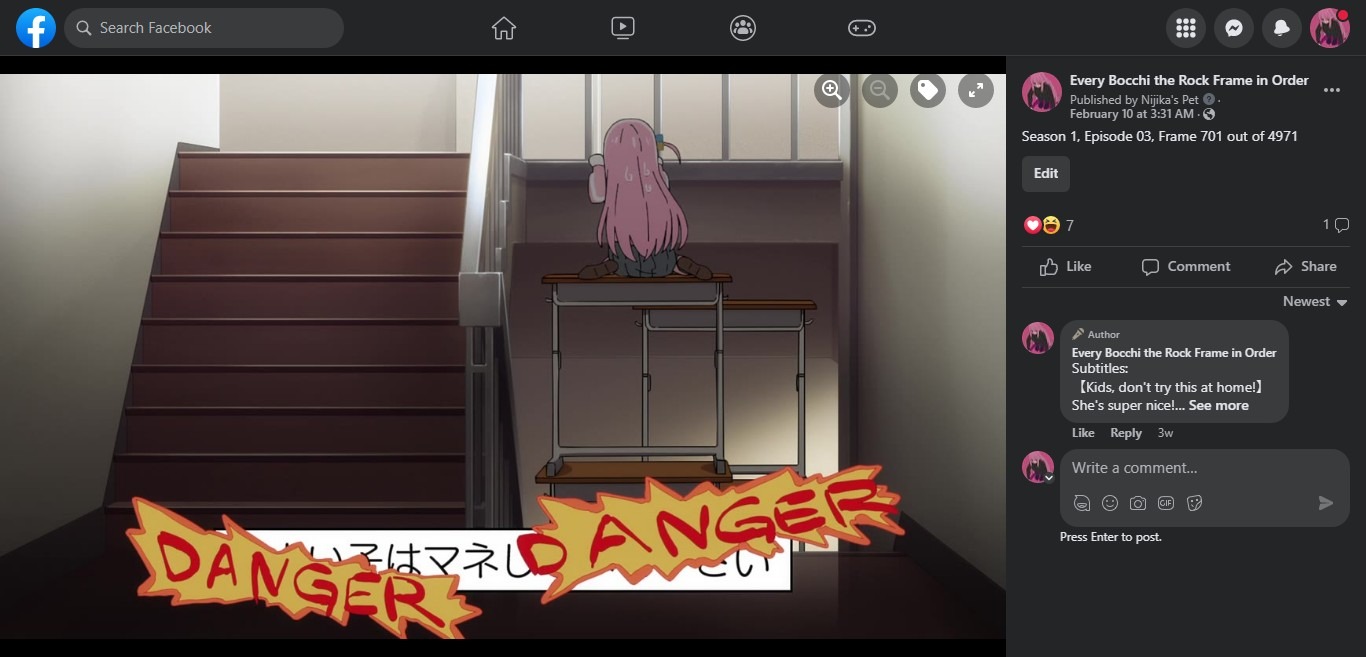 Search Facebook
Every Bocchi the Rock Frame in Order
Published by Nijika's Pet
February 10 at 3:31 AM
Season 1, Episode 03, Frame 701 out of 4971
Edit
7
1
Like
Comment
Share
Newest
Author
Every Bocchi the Rock Frame in Order
Subtitles:
【Kids, don't try this at home!】
She's super nice!... See more
Like Reply 3w
Write a comment...
GIF
Press Enter to post.
DANGER
い子はマネし
DANGER
さい